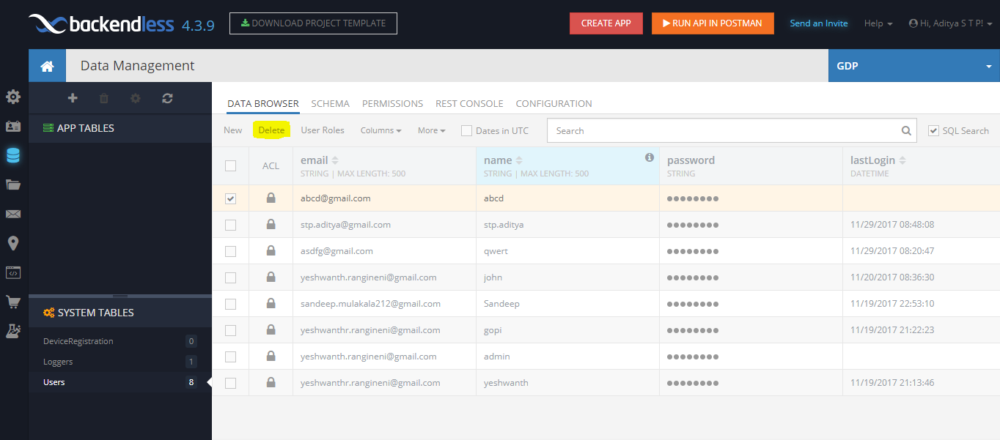 backendless 4.3.9 DOWNLOAD PROJECT TEMPLATE CREATE APP RUN API IN POSTMAN Send an Invite Help Hi, Aditya S T P!
Data Management GDP
DATA BROWSER SCHEMA PERMISSIONS REST CONSOLE CONFIGURATION
APP TABLES
New Delete User Roles Columns More Dates in UTC Search SQL Search
ACL email name password lastLogin
STRING | MAX LENGTH: 500 STRING | MAX LENGTH: 500 STRING DATETIME
abcd@gmail.com abcd ●●●●●●●●
stp.aditya@gmail.com stp.aditya ●●●●●●●● 11/29/2017 08:48:08
asdfg@gmail.com qwert ●●●●●●●● 11/29/2017 08:20:47
yeshwanth.rangineni@gmail.com john ●●●●●●●● 11/20/2017 08:36:30
sandeep.mulakala212@gmail.com Sandeep ●●●●●●●● 11/19/2017 22:53:10
yeshwanthr.rangineni@gmail.com gopi ●●●●●●●● 11/19/2017 21:22:23
yeshwanth.rangineni@gmail.com admin ●●●●●●●●
yeshwanthr.rangineni@gmail.com yeshwanth ●●●●●●●● 11/19/2017 21:13:46
SYSTEM TABLES
DeviceRegistration 0
Loggers 1
Users 8